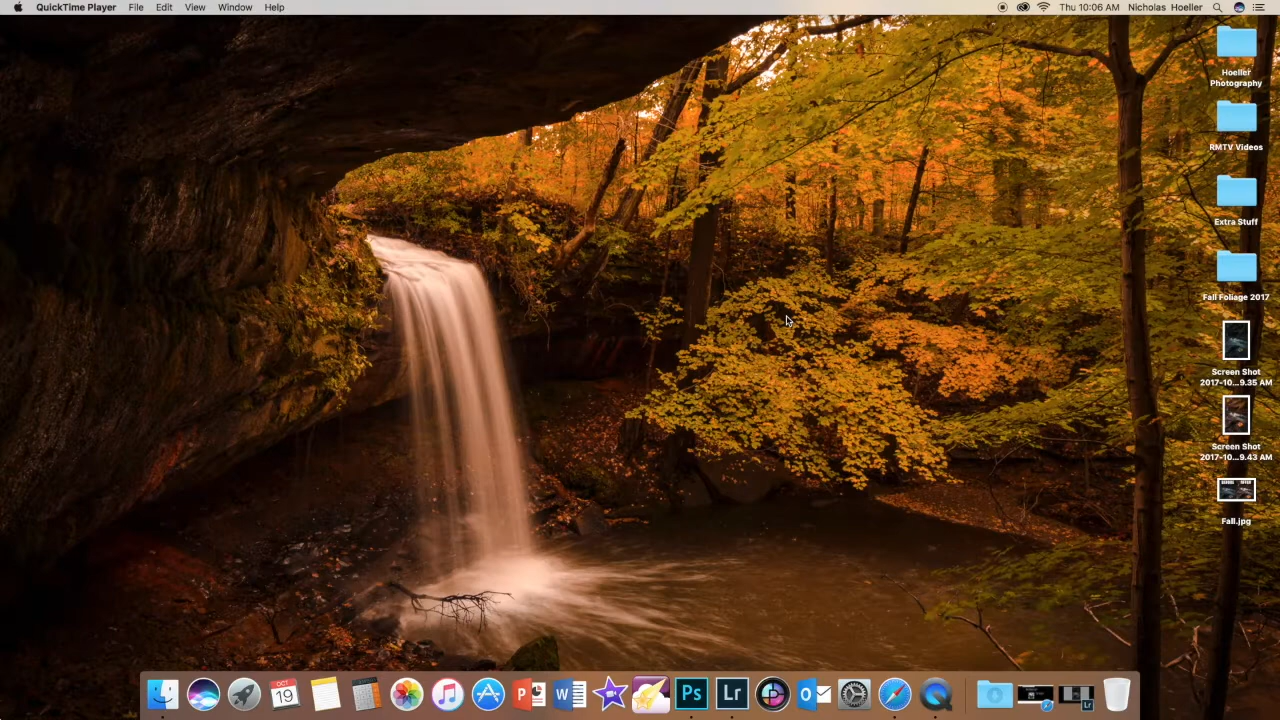 QuickTime Player File Edit View Window Help Thu 10:06 AM Nicholas Hoeller
Hoeller
Photography
RMTV Videos
Extra Stuff
Fall Foliage 2017
Screen Shot
2017-10...9.35 AM
Screen Shot
2017-10...9.43 AM
Fall.jpg
OCT
19
P
W
Ps
Lr
O